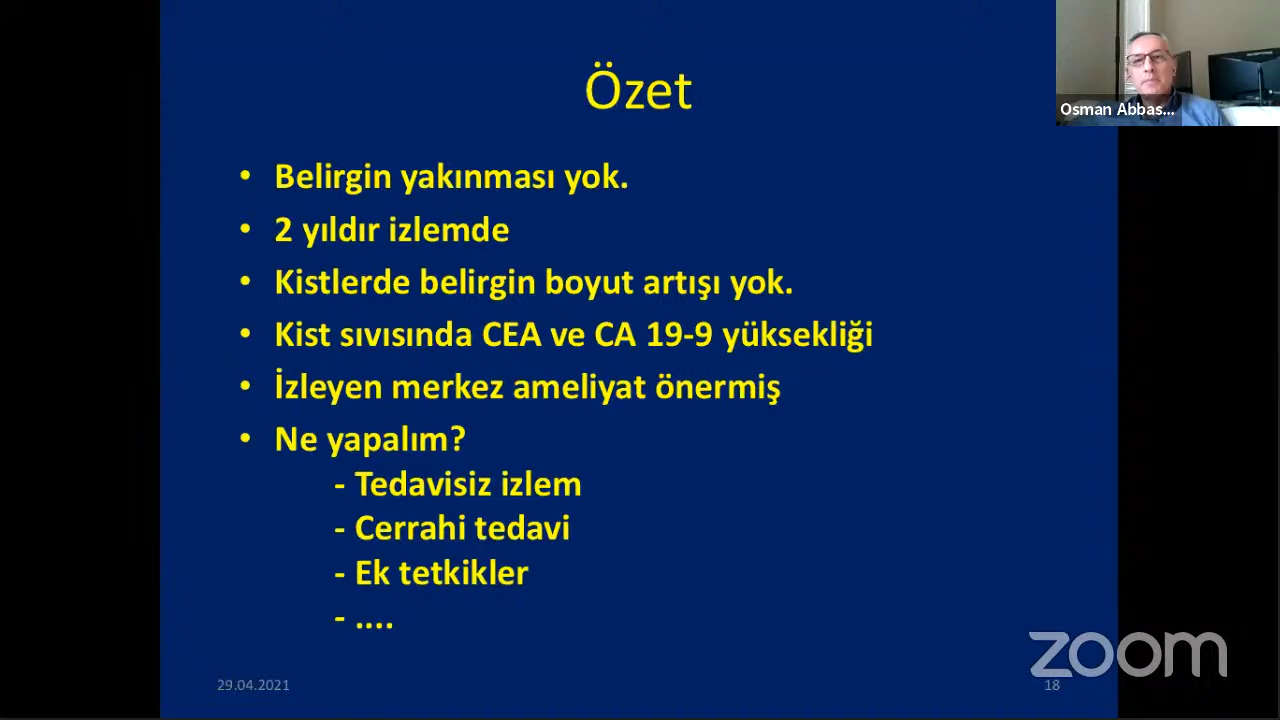 Özet
Osman Abbas...
• Belirgin yakınması yok.
• 2 yıldır izlemde
• Kistlerde belirgin boyut artışı yok.
• Kist sıvısında CEA ve CA 19-9 yüksekliği
• İzleyen merkez ameliyat önermiş
• Ne yapalım?
- Tedavisiz izlem
- Cerrahi tedavi
- Ek tetkikler
- ....
zoom
29.04.2021
18